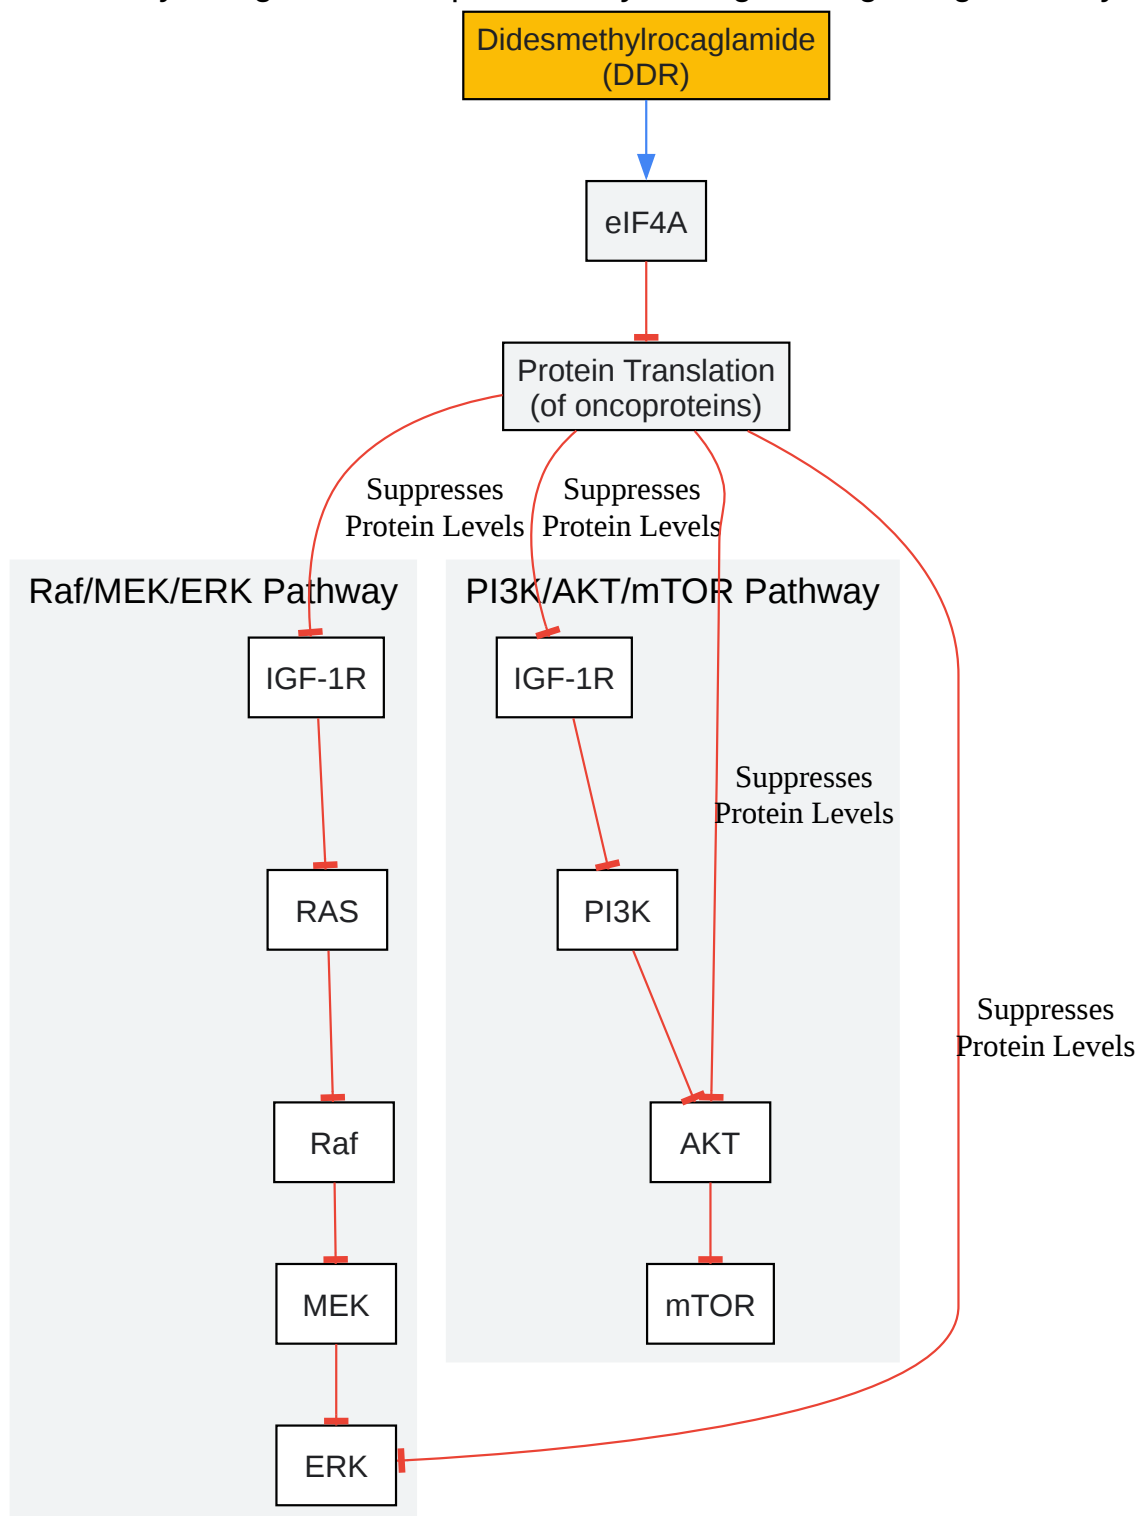 Didesmethylrocaglamide
(DDR)
eIF4A
Protein Translation
(of oncoproteins)
Suppresses
Protein Levels
Suppresses
Protein Levels
Raf/MEK/ERK Pathway
PI3K/AKT/mTOR Pathway
IGF-1R
IGF-1R
Suppresses
Protein Levels
RAS
PI3K
Suppresses
Protein Levels
Raf
AKT
MEK
mTOR
ERK